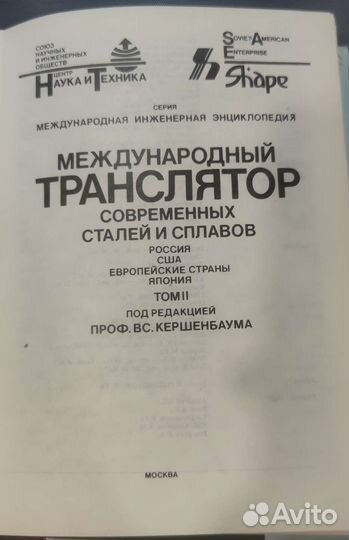 СОЮЗ
НАУЧНЫХ
И ИНЖЕНЕРНЫХ
ОБЩЕСТВ
ЦЕНТР
НАУКА И ТЕХНИКА
SOVIET AMERICAN
ENTERPRISE
Shape
СЕРИЯ
МЕЖДУНАРОДНАЯ ИНЖЕНЕРНАЯ ЭНЦИКЛОПЕДИЯ
МЕЖДУНАРОДНЫЙ
ТРАНСЛЯТОР
СОВРЕМЕННЫХ
СТАЛЕЙ И СПЛАВОВ
РОССИЯ
США
ЕВРОПЕЙСКИЕ СТРАНЫ
ЯПОНИЯ
ТОМ II
ПОД РЕДАКЦИЕЙ
ПРОФ. ВС. КЕРШЕНБАУМА
МОСКВА
Avito